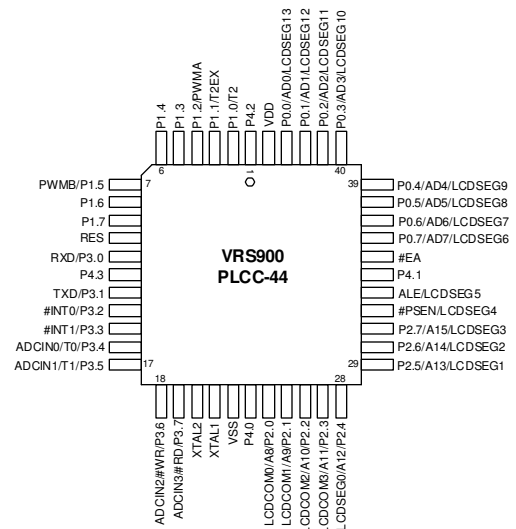 P1.4
P1.3
P1.2/PWMA
P1.1/T2EX
P1.0/T2
P4.2
VDD
P0.0/AD0/LCDSEG13
P0.1/AD1/LCDSEG12
P0.2/AD2/LCDSEG11
P0.3/AD3/LCDSEG10
6
1
40
7
39
PWMB/P1.5
P1.6
P1.7
RES
RXD/P3.0
P4.3
TXD/P3.1
#INT0/P3.2
#INT1/P3.3
ADCIN0/T0/P3.4
ADCIN1/T1/P3.5
VRS900
PLCC-44
P0.4/AD4/LCDSEG9
P0.5/AD5/LCDSEG8
P0.6/AD6/LCDSEG7
P0.7/AD7/LCDSEG6
#EA
P4.1
ALE/LCDSEG5
#PSEN/LCDSEG4
P2.7/A15/LCDSEG3
P2.6/A14/LCDSEG2
P2.5/A13/LCDSEG1
17
29
18
28
ADCIN2/#WR/P3.6
ADCIN3/#RD/P3.7
XTAL2
XTAL1
VSS
P4.0
LCDCOM0/A8/P2.0
LCDCOM1/A9/P2.1
LCDCOM2/A10/P2.2
LCDCOM3/A11/P2.3
LCDSEG0/A12/P2.4